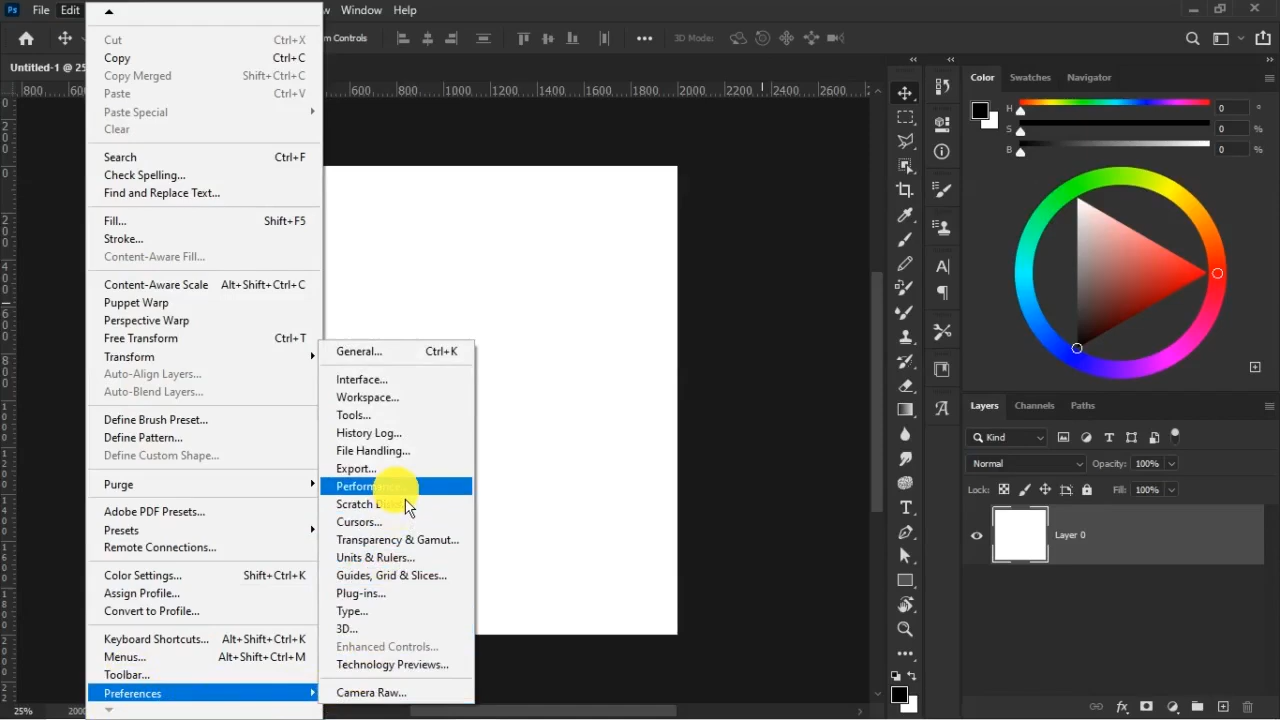 Ps File Edit Window Help
m Controls 3D Mode:
Untitled-1 @ 25
800 600 600 800 1000 1200 1400 1600 1800 2000 2200 2400 2600
Cut Ctrl+X
Copy Ctrl+C
Copy Merged Shift+Ctrl+C
Paste Ctrl+V
Paste Special
Clear
Search Ctrl+F
Check Spelling...
Find and Replace Text...
Fill... Shift+F5
Stroke...
Content-Aware Fill...
Content-Aware Scale Alt+Shift+Ctrl+C
Puppet Warp
Perspective Warp
Free Transform Ctrl+T
Transform
Auto-Align Layers...
Auto-Blend Layers...
Define Brush Preset...
Define Pattern...
Define Custom Shape...
Purge
Adobe PDF Presets...
Presets
Remote Connections...
Color Settings... Shift+Ctrl+K
Assign Profile...
Convert to Profile...
Keyboard Shortcuts... Alt+Shift+Ctrl+K
Menus... Alt+Shift+Ctrl+M
Toolbar...
Preferences
General... Ctrl+K
Interface...
Workspace...
Tools...
History Log...
File Handling...
Export...
Performance...
Scratch Disks...
Cursors...
Transparency & Gamut...
Units & Rulers...
Guides, Grid & Slices...
Plug-ins...
Type...
3D...
Enhanced Controls...
Technology Previews...
Camera Raw...
Color Swatches Navigator
H 0 °
S 0 %
B 0 %
Layers Channels Paths
Kind
Normal Opacity: 100%
Lock: Fill: 100%
Layer 0
25% 2000